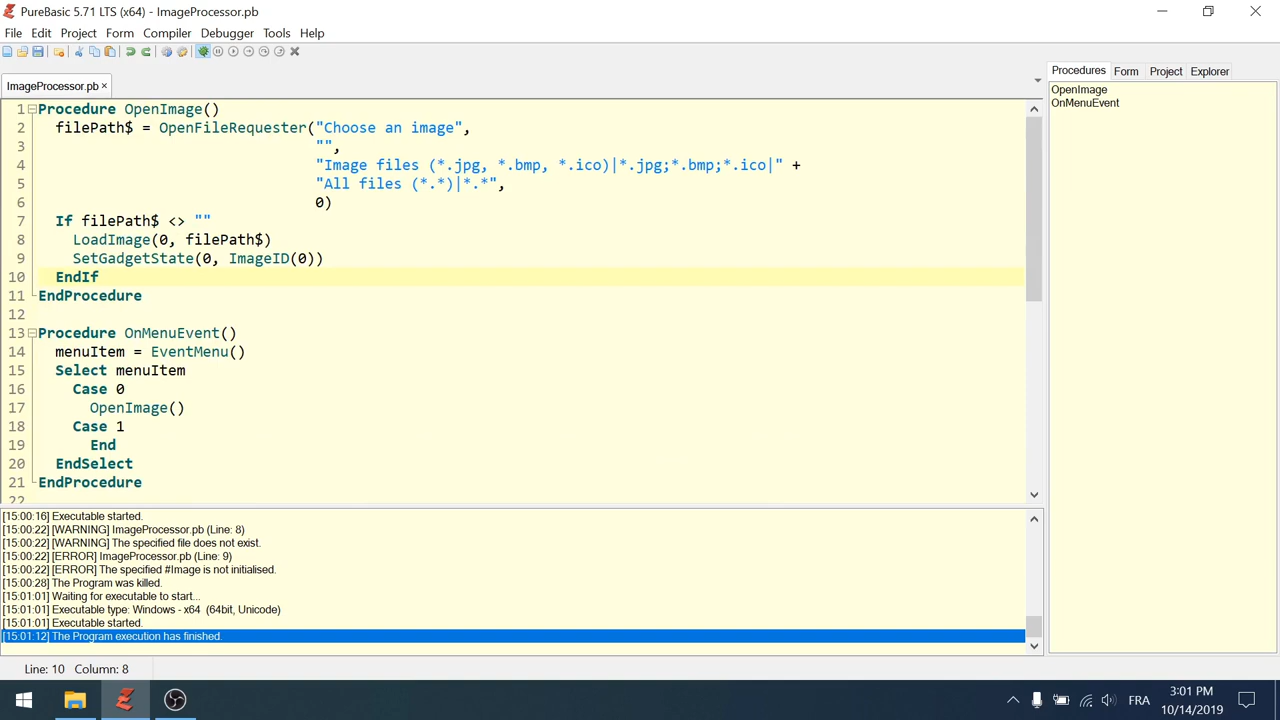 PureBasic 5.71 LTS (x64) - ImageProcessor.pb
File Edit Project Form Compiler Debugger Tools Help
ImageProcessor.pb ×
Procedures Form Project Explorer
OpenImage
OnMenuEvent
1 Procedure OpenImage()
2 filePath$ = OpenFileRequester("Choose an image",
3 "",
4 "Image files (*.jpg, *.bmp, *.ico)|*.jpg;*.bmp;*.ico|" +
5 "All files (*.*)|*.*",
6 0)
7 If filePath$ <> ""
8 LoadImage(0, filePath$)
9 SetGadgetState(0, ImageID(0))
10 EndIf
11 EndProcedure
12
13 Procedure OnMenuEvent()
14 menuItem = EventMenu()
15 Select menuItem
16 Case 0
17 OpenImage()
18 Case 1
19 End
20 EndSelect
21 EndProcedure
22
[15:00:16] Executable started.
[15:00:22] [WARNING] ImageProcessor.pb (Line: 8)
[15:00:22] [WARNING] The specified file does not exist.
[15:00:22] [ERROR] ImageProcessor.pb (Line: 9)
[15:00:22] [ERROR] The specified #Image is not initialised.
[15:00:28] The Program was killed.
[15:01:01] Waiting for executable to start...
[15:01:01] Executable type: Windows - x64 (64bit, Unicode)
[15:01:01] Executable started.
[15:01:12] The Program execution has finished.
Line: 10 Column: 8
FRA
3:01 PM
10/14/2019